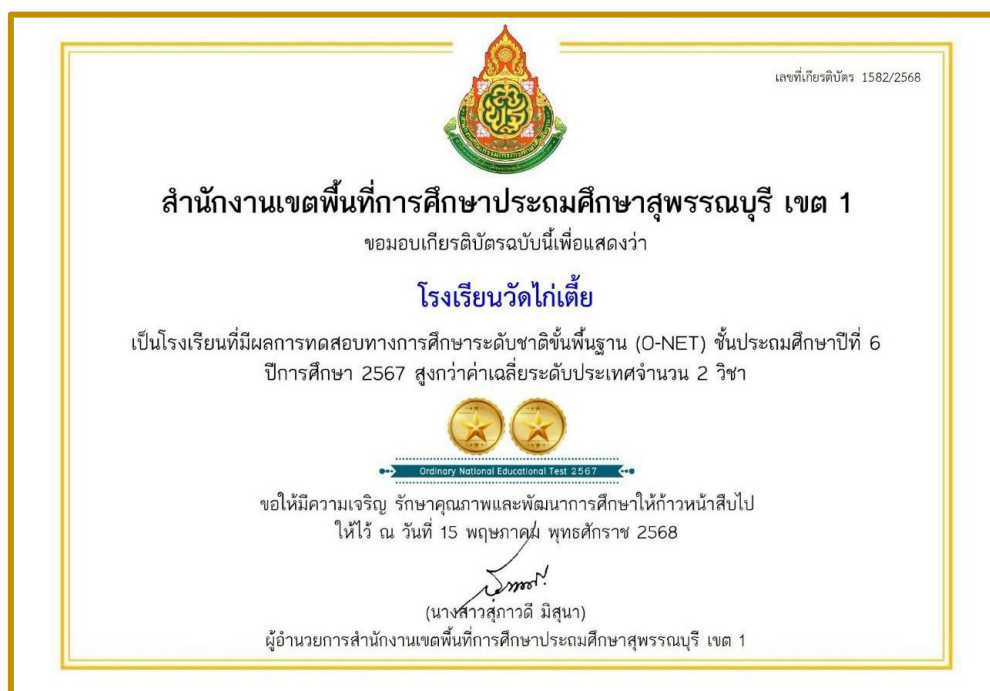 เลขที่เกียรติบัตร 1582/2568
สำนักงานเขตพื้นที่การศึกษาประถมศึกษาสุพรรณบุรี เขต 1
ขอมอบเกียรติบัตรฉบับนี้เพื่อแสดงว่า
โรงเรียนวัดไก่เตี้ย
เป็นโรงเรียนที่มีผลการทดสอบทางการศึกษาระดับชาติขั้นพื้นฐาน (O-NET) ชั้นประถมศึกษาปีที่ 6
ปีการศึกษา 2567 สูงกว่าค่าเฉลี่ยระดับประเทศจำนวน 2 วิชา
Ordinary National Educational Test 2567
ขอให้มีความเจริญ รักษาคุณภาพและพัฒนาการศึกษาให้ก้าวหน้าสืบไป
ให้ไว้ ณ วันที่ 15 พฤษภาคม พุทธศักราช 2568
(นางสาวสุภาวดี มิสุนา)
ผู้อำนวยการสำนักงานเขตพื้นที่การศึกษาประถมศึกษาสุพรรณบุรี เขต 1